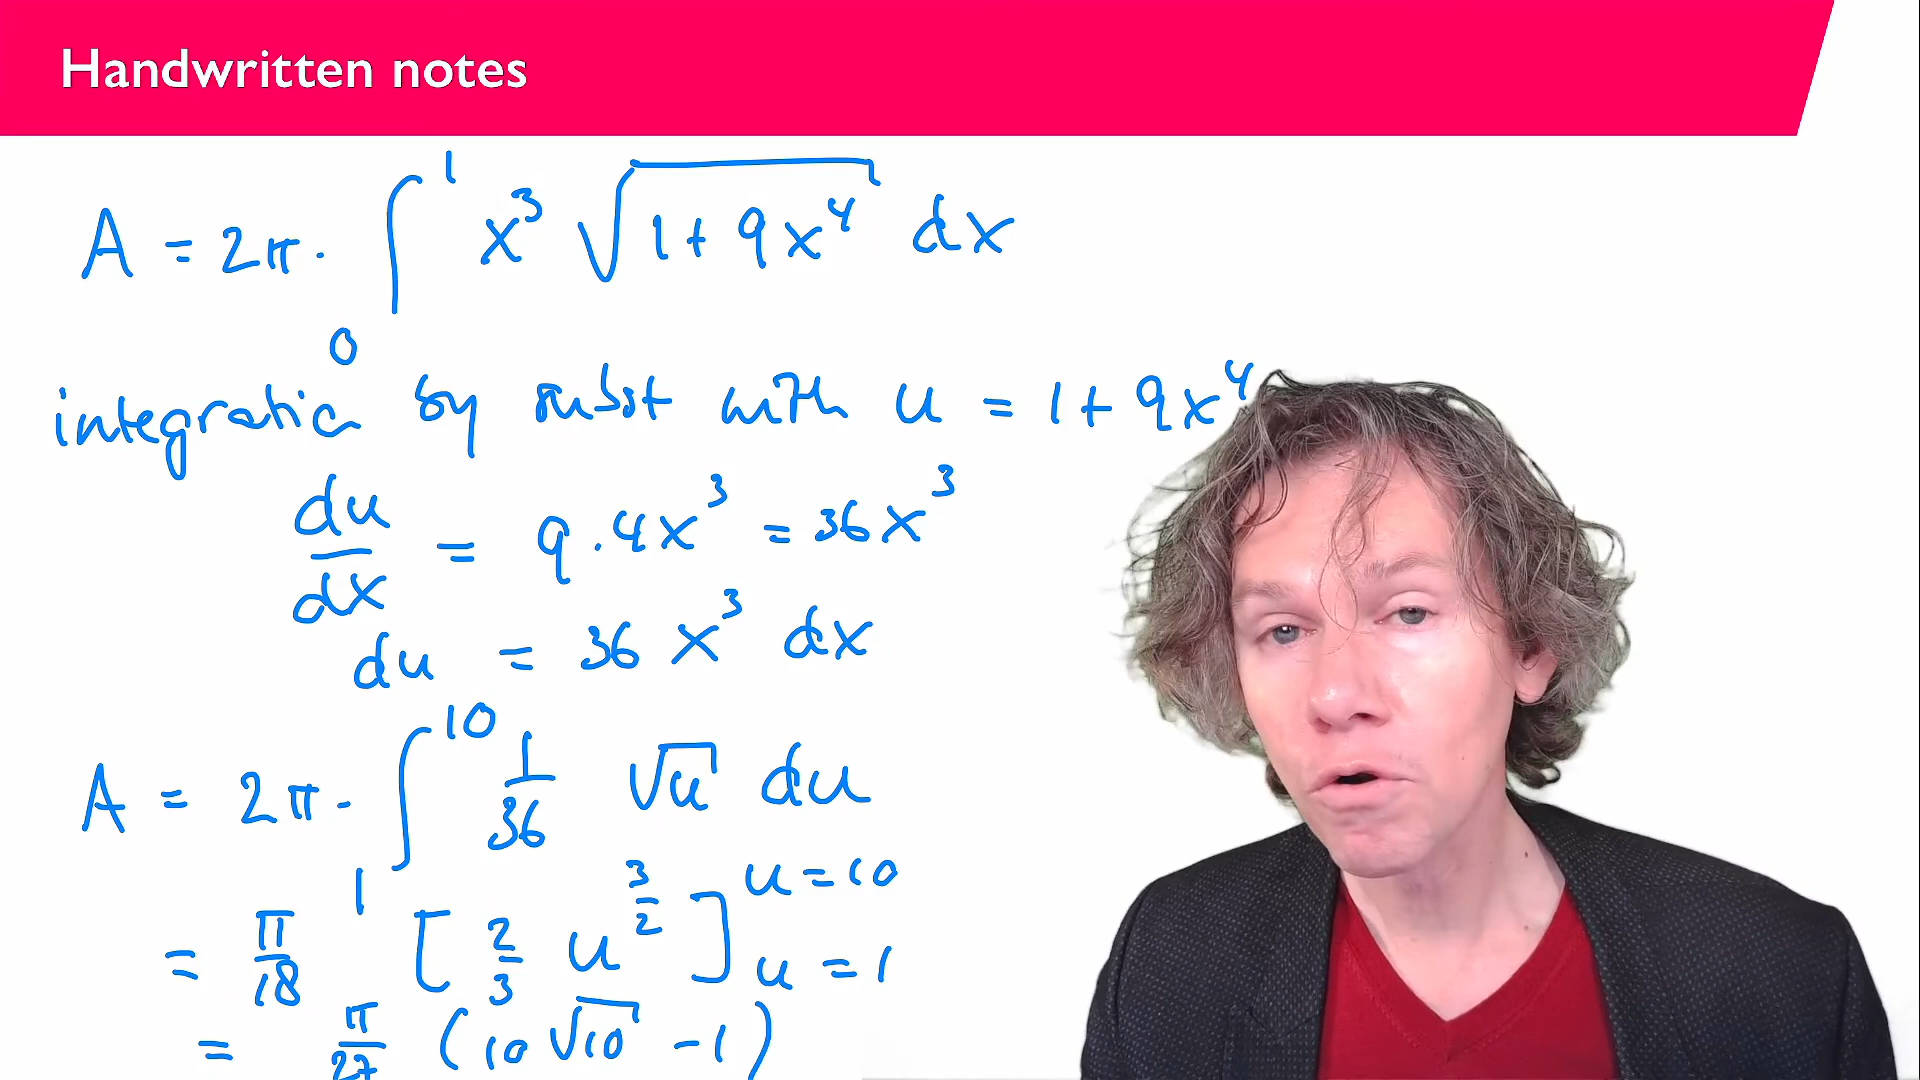 Handwritten notes
A = 2π · ∫₀¹ x³ √(1+9x⁴) dx
integration by subst with u = 1+9x⁴
du/dx = 9·4x³ = 36x³
du = 36 x³ dx
A = 2π · ∫₁¹⁰ 1/36 √u du
= π/18 [2/3 u^(3/2)] u=10 u=1
= π/27 (10√10 - 1)